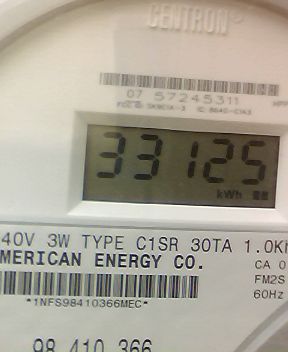 CENTRON®
07 57245311
33125
kWh
40V 3W TYPE C1SR 30TA 1.0Kh
MERICAN ENERGY CO.
CA 0
FM2S
60Hz
*1NFS98410366MEC*
98 410 366